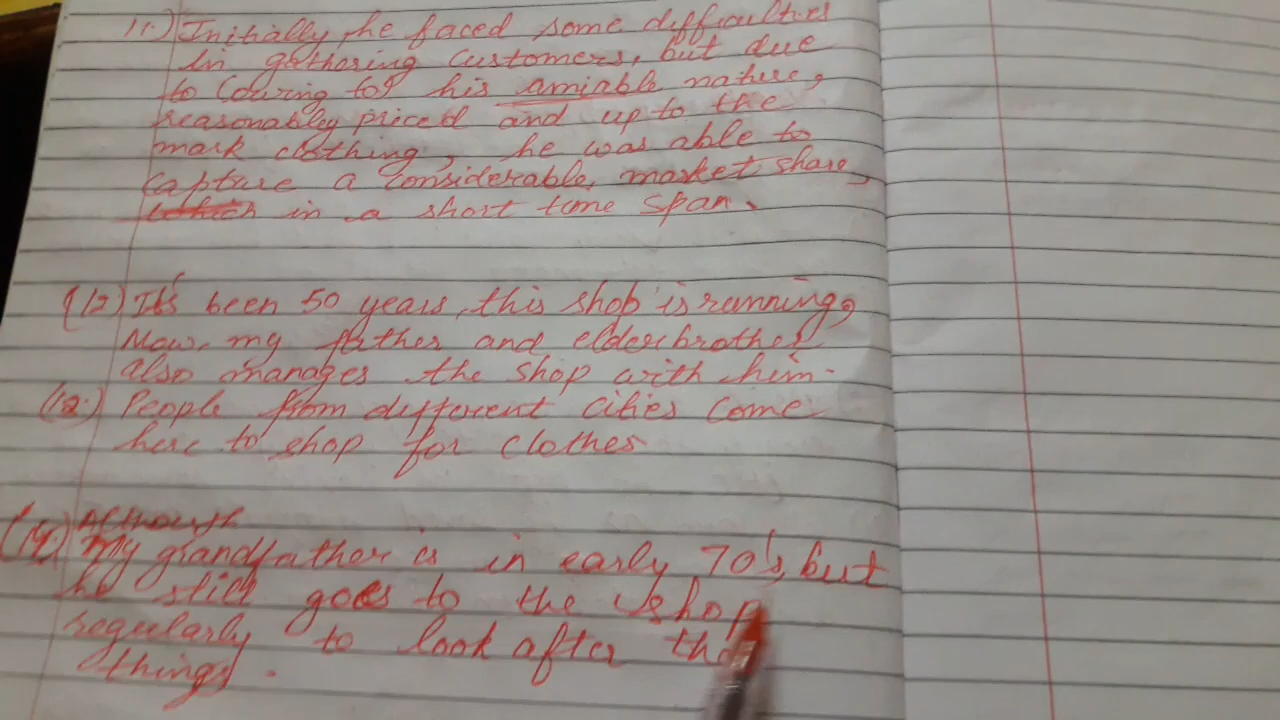 11.) Initially, he faced some difficulties
in gathering customers, but due
to (owing to) his amiable nature,
reasonably priced and up to the
mark clothing, he was able to
capture a considerable market share,
in a short time span.
(12) It's been 50 years, this shop is running,
Now, my father and elder brother
also manages the shop with him.
(12.) People from different cities come
here to shop for clothes
Although
(14.) My grandfather is in early 70's, but
he still goes to the shop
regularly to look after the
things.